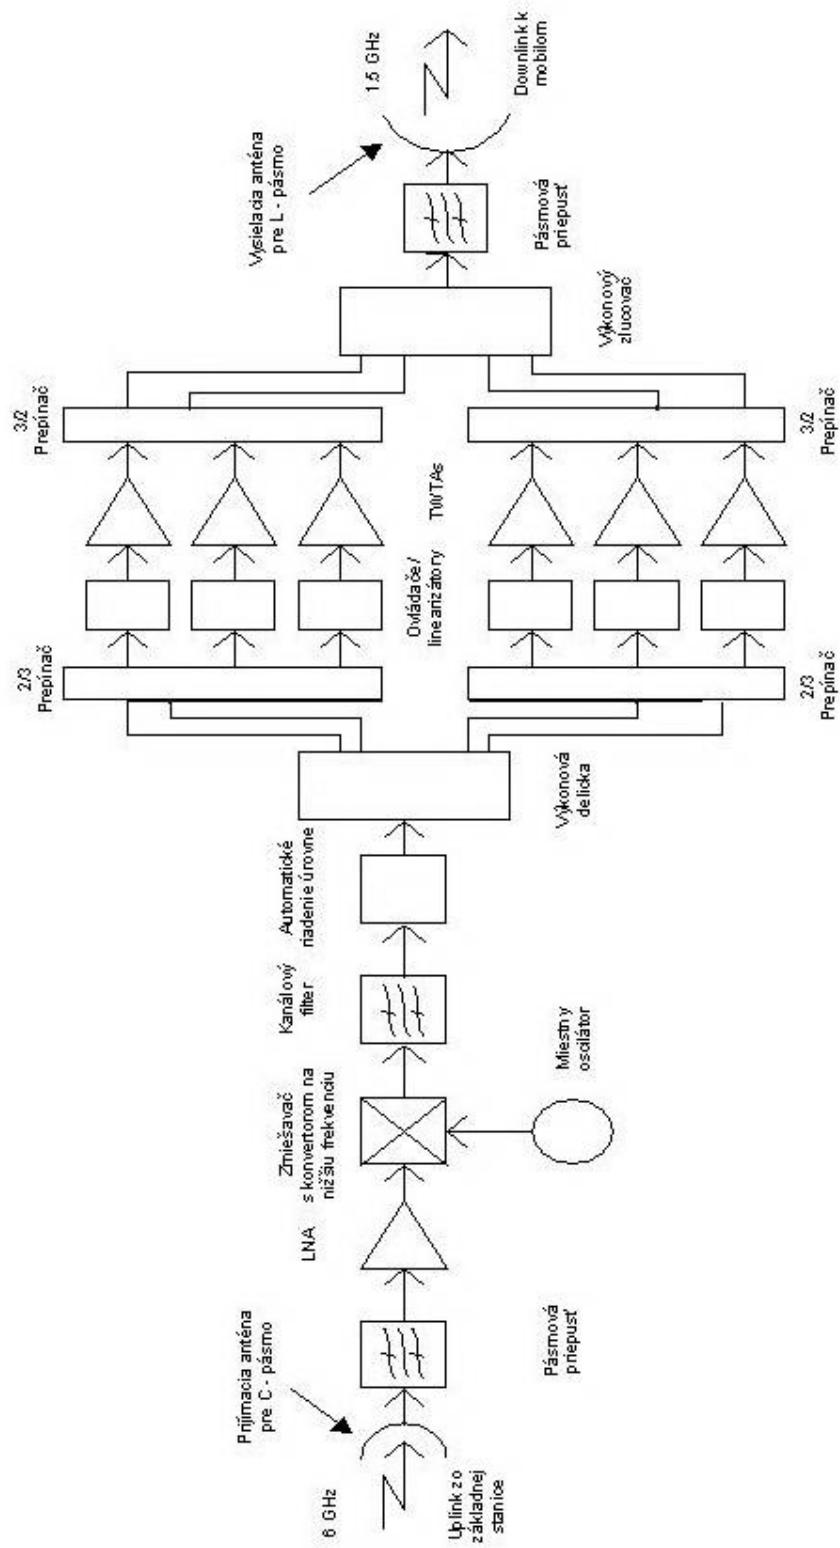 6 GHz
Uplink zo
základnej
stanice
Prijímacia anténa
pre C - pásmo
Pásmová
priepusť
LNA
Zmiešavač
s konvertorom na
nižšiu frekvenciu
Miestny
oscilátor
Kanálový
filter
Automatické
riadenie úrovne
Výkonová
delicka
2/3
Prepínač
2/3
Prepínač
Ovládače/
linearizátory
TWTAs
3/2
Prepínač
3/2
Prepínač
Výkonový
zlucovač
Pásmová
priepusť
Vysielacia anténa
pre L - pásmo
1.5 GHz
Downlink k
mobilom